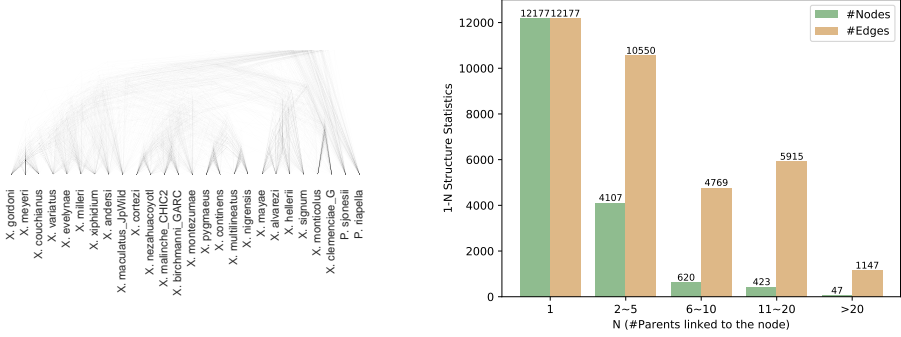 X. gordoni
X. meyeri
X. couchianus
X. variatus
X. evelynae
X. milleri
X. xiphidium
X. andersi
X. maculatus_JpWild
X. cortezi
X. nezahuacoyotl
X. malinche_CHIC2
X. birchmanni_GARC
X. montezumae
X. pygmaeus
X. continens
X. multilineatus
X. nigrensis
X. mayae
X. alvarezi
X. hellerii
X. signum
X. monticolus
X. clemenciae_G
P. sjonesii
P. riapella
1-N Structure Statistics
12000
10000
8000
6000
4000
2000
0
#Nodes
#Edges
12177 12177
4107 10550
620 4769
423 5915
47 1147
1 2~5 6~10 11~20 >20
N (#Parents linked to the node)